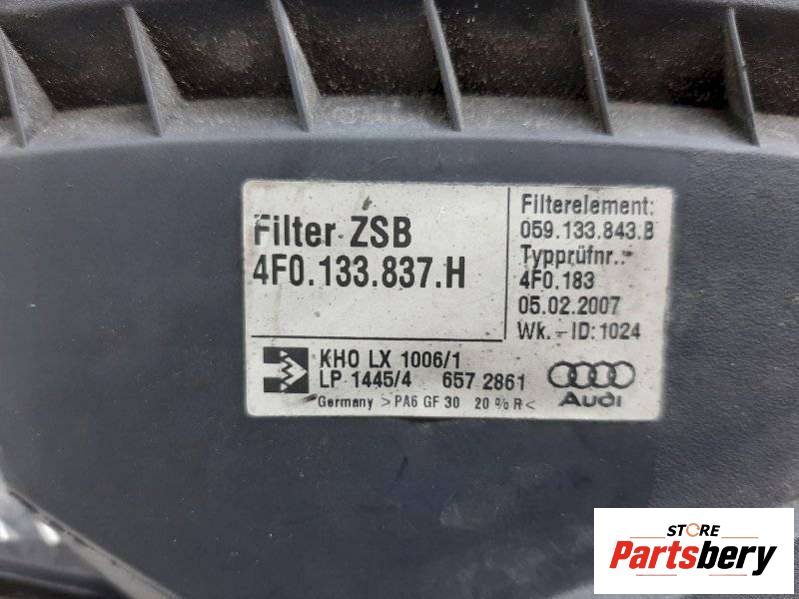 Filter ZSB
4F0.133.837.H
Filterelement:
059.133.843.B
Typprüfnr.:
4F0.183
05.02.2007
Wk.-ID:1024
KHO LX 1006/1
LP 1445/4 657 2861
Germany >PA6 GF 30 20 % R<
Audi
STORE
Partsbery